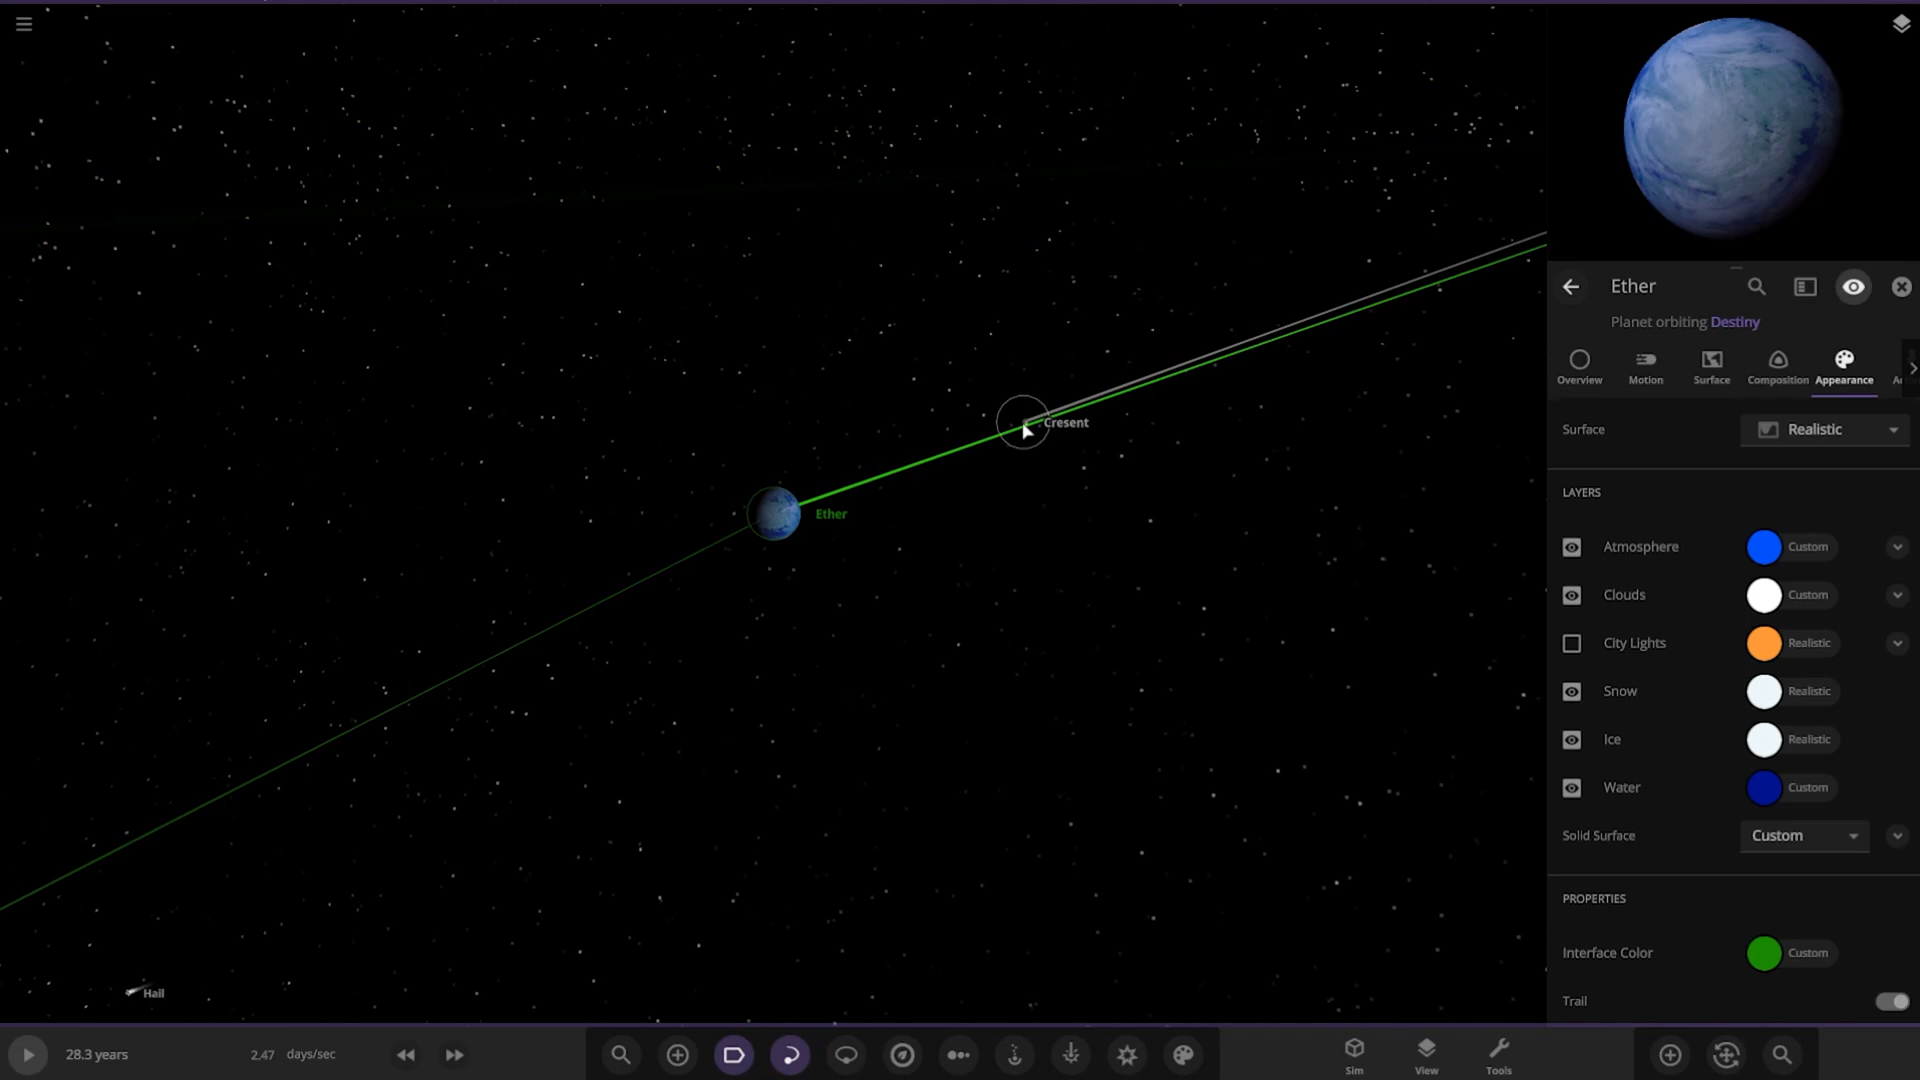 Ether
Planet orbiting Destiny
Overview Motion Surface Composition Appearance Ac
Surface Realistic
LAYERS
Cresent
Ether
Atmosphere Custom
Clouds Custom
City Lights Realistic
Snow Realistic
Ice Realistic
Water Custom
Solid Surface Custom
PROPERTIES
Interface Color Custom
Hail
Trail
28.3 years 2.47 days/sec
Sim View Tools